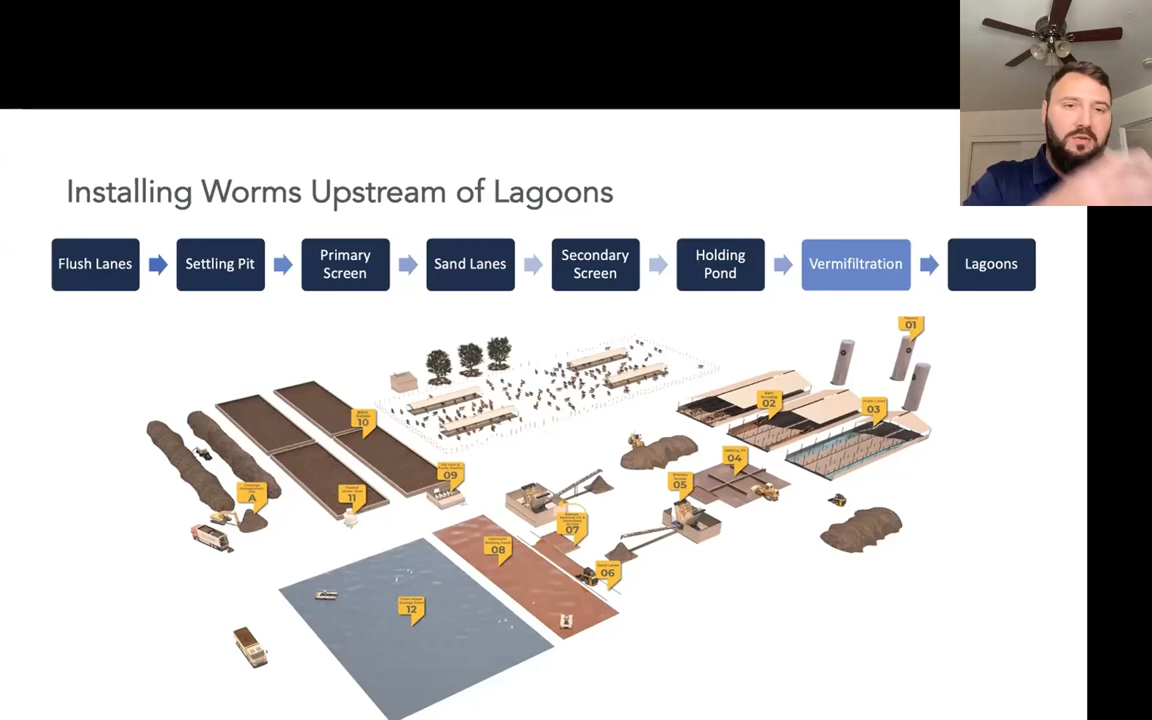 Installing Worms Upstream of Lagoons
Flush Lanes
Settling Pit
Primary
Screen
Sand Lanes
Secondary
Screen
Holding
Pond
Vermifiltration
Lagoons
01
02
03
04
05
06
07
08
09
10
11
12
A